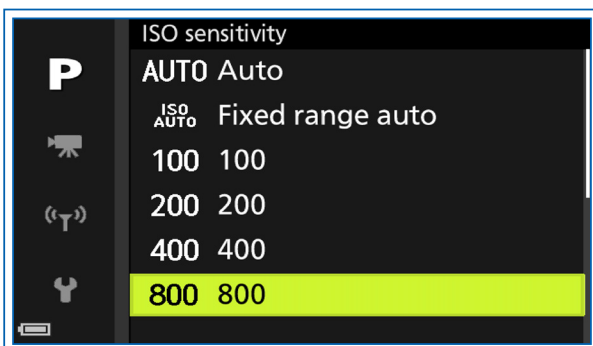 ISO sensitivity
P
AUTO Auto
ISO AUTO Fixed range auto
100 100
200 200
400 400
800 800